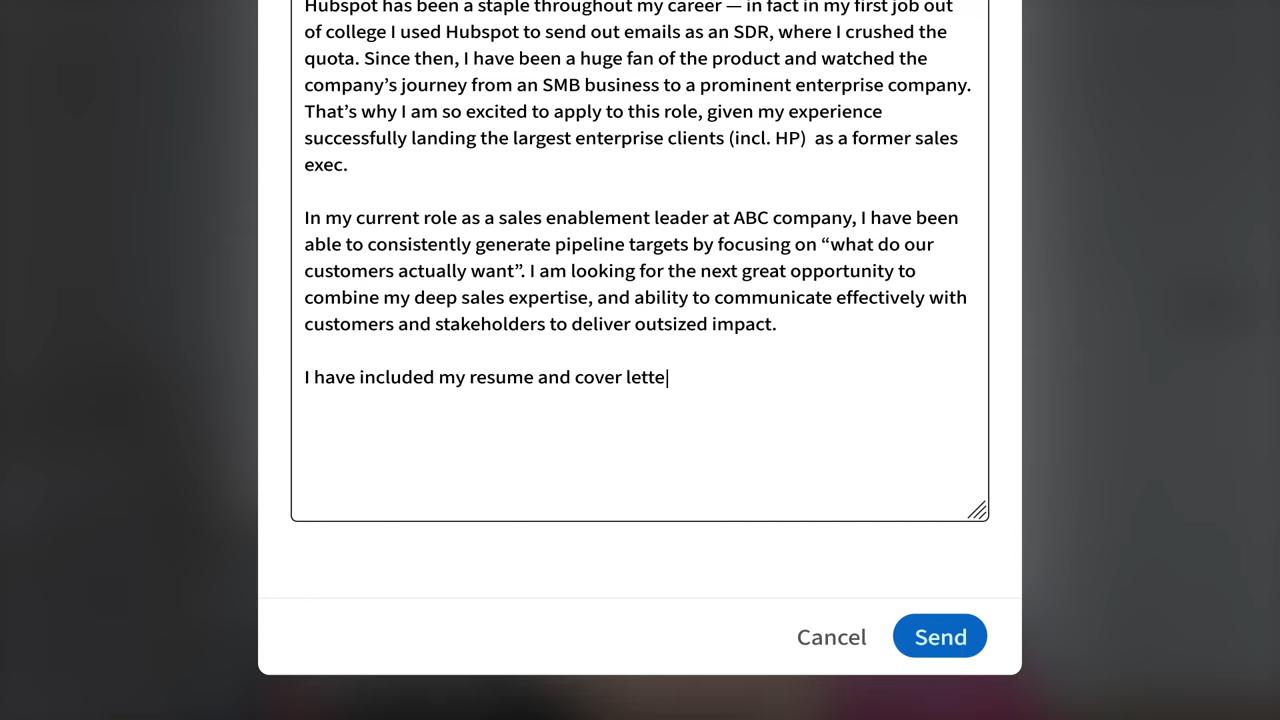 Hubspot has been a staple throughout my career — in fact in my first job out
of college I used Hubspot to send out emails as an SDR, where I crushed the
quota. Since then, I have been a huge fan of the product and watched the
company’s journey from an SMB business to a prominent enterprise company.
That’s why I am so excited to apply to this role, given my experience
successfully landing the largest enterprise clients (incl. HP)  as a former sales
exec.
In my current role as a sales enablement leader at ABC company, I have been
able to consistently generate pipeline targets by focusing on “what do our
customers actually want”. I am looking for the next great opportunity to
combine my deep sales expertise, and ability to communicate effectively with
customers and stakeholders to deliver outsized impact.
I have included my resume and cover lette
Cancel
Send